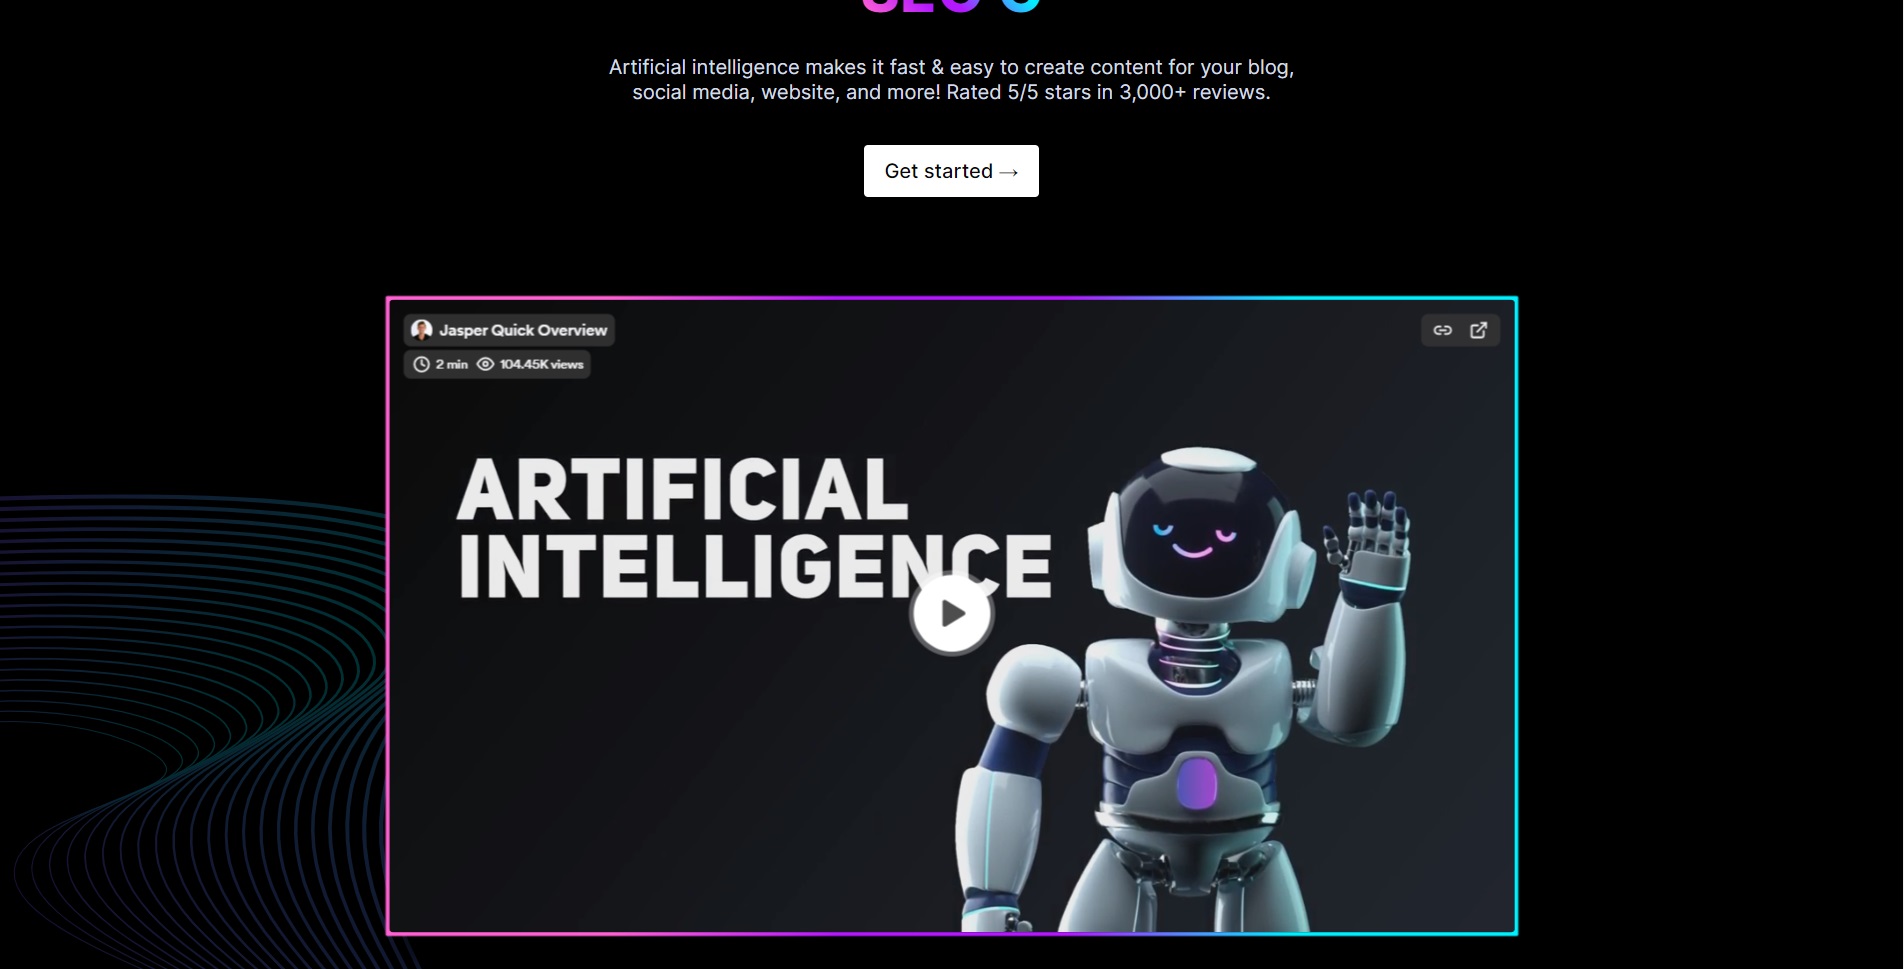 Artificial intelligence makes it fast & easy to create content for your blog,
social media, website, and more! Rated 5/5 stars in 3,000+ reviews.
Get started →
Jasper Quick Overview
2 min 104.45K views
ARTIFICIAL
INTELLIGENCE